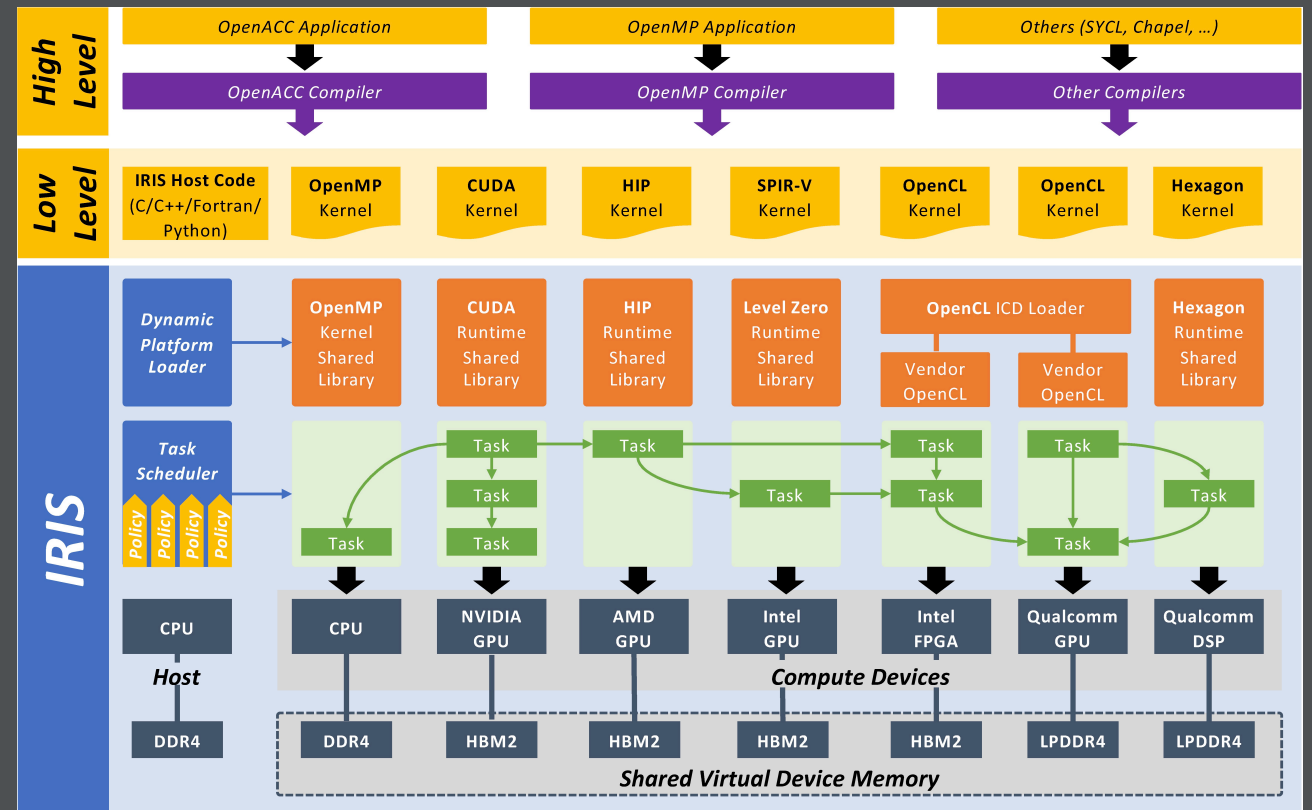 High
Level
OpenACC Application
OpenMP Application
Others (SYCL, Chapel, …)
OpenACC Compiler
OpenMP Compiler
Other Compilers
Low
Level
IRIS Host Code
(C/C++/Fortran/
Python)
OpenMP
Kernel
CUDA
Kernel
HIP
Kernel
SPIR-V
Kernel
OpenCL
Kernel
OpenCL
Kernel
Hexagon
Kernel
IRIS
Dynamic
Platform
Loader
OpenMP
Kernel
Shared
Library
CUDA
Runtime
Shared
Library
HIP
Runtime
Shared
Library
Level Zero
Runtime
Shared
Library
OpenCL ICD Loader
Vendor
OpenCL
Vendor
OpenCL
Hexagon
Runtime
Shared
Library
Task
Scheduler
Policy
Policy
Policy
Policy
Task
Task
Task
Task
Task
Task
Task
Task
Task
Task
Task
CPU
Host
DDR4
CPU
NVIDIA
GPU
AMD
GPU
Intel
GPU
Intel
FPGA
Qualcomm
GPU
Qualcomm
DSP
Compute Devices
DDR4
HBM2
HBM2
HBM2
HBM2
LPDDR4
LPDDR4
Shared Virtual Device Memory